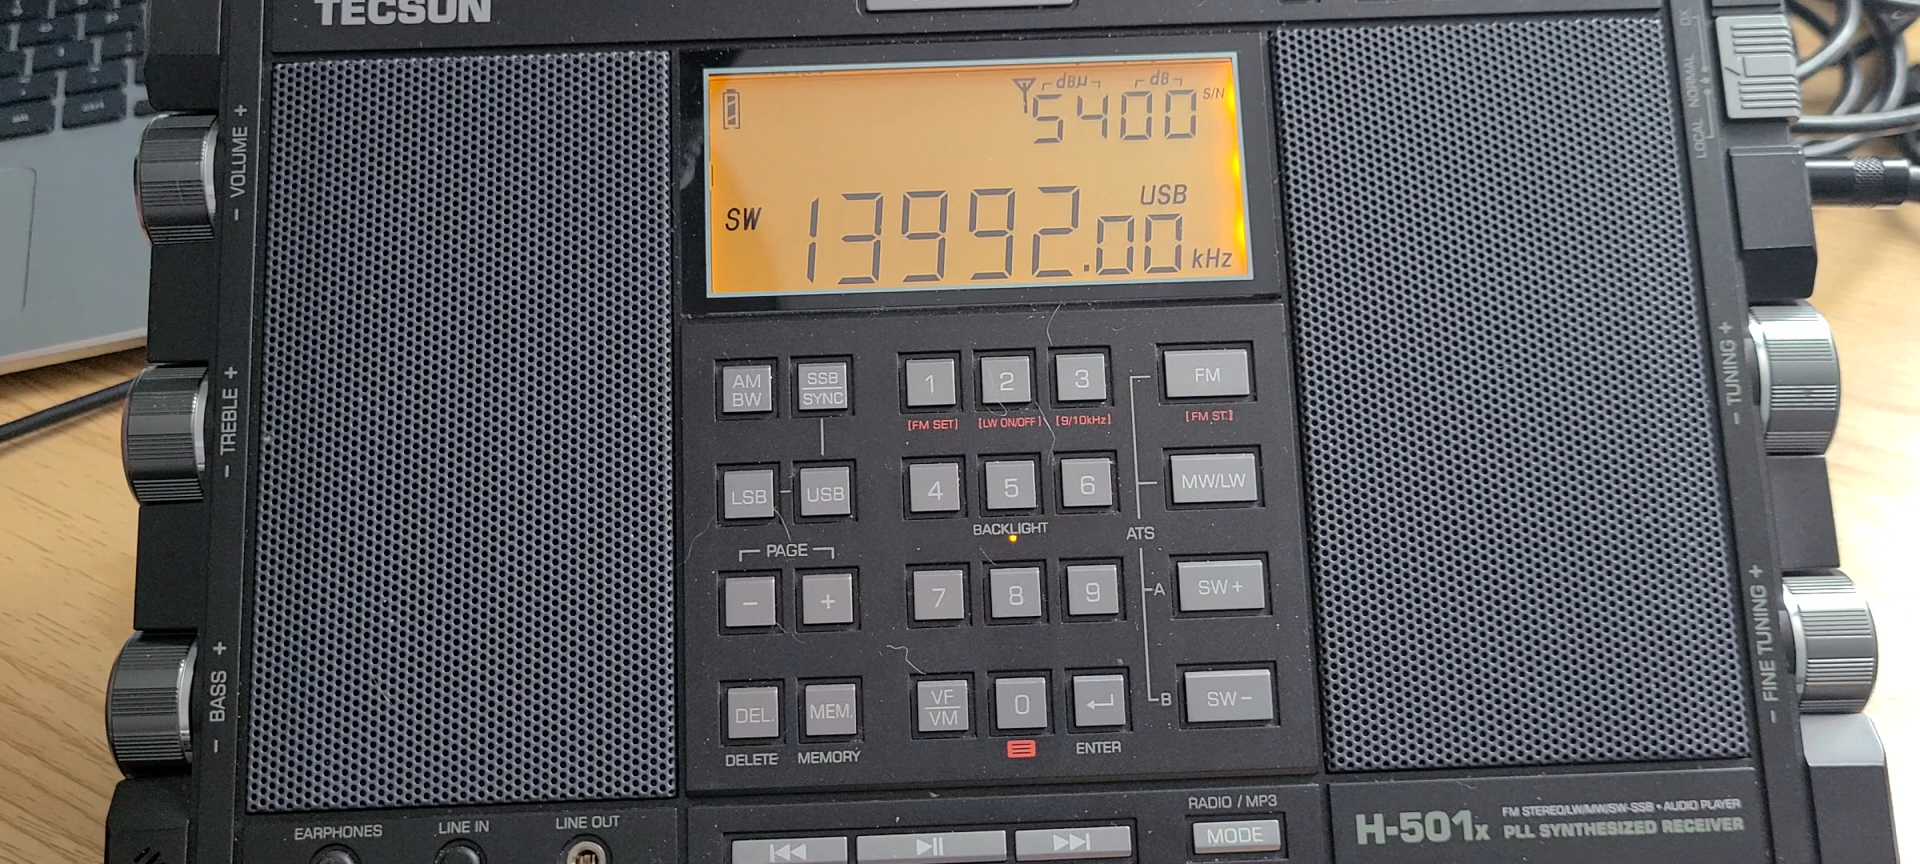 TECSUN
dBμ dB
5400 S/N
USB
SW 13992.00 kHz
DX
NORMAL
LOCAL
- VOLUME +
- TREBLE +
- BASS +
- TUNING +
- FINE TUNING +
AM BW
SSB SYNC
1 2 3
FM
[FM SET] [LW ON/OFF] [9/10kHz] [FM ST.]
LSB - USB
4 5 6
MW/LW
BACKLIGHT
ATS
PAGE
- +
7 8 9
A
SW+
DEL. MEM.
VF VM
0
B
SW-
DELETE MEMORY
ENTER
EARPHONES LINE IN LINE OUT
RADIO / MP3
MODE
H-501x
FM STEREO/LW/MW/SW-SSB • AUDIO PLAYER
PLL SYNTHESIZED RECEIVER